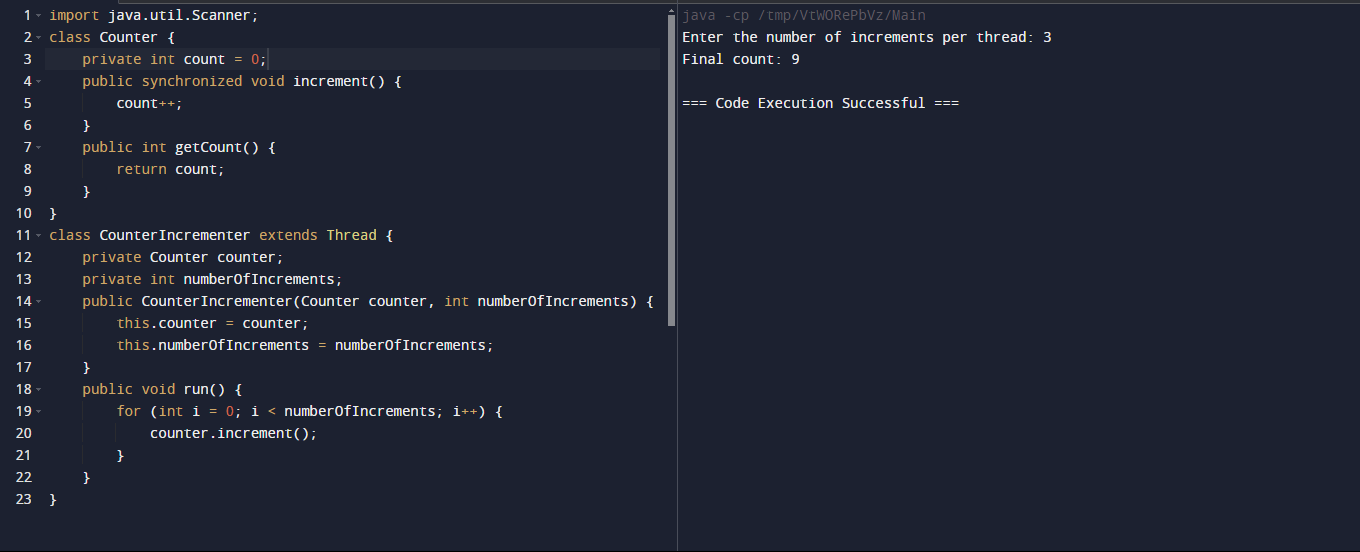 1 import java.util.Scanner;
2 class Counter {
3     private int count = 0;
4     public synchronized void increment() {
5         count++;
6     }
7     public int getCount() {
8         return count;
9     }
10 }
11 class CounterIncrementer extends Thread {
12     private Counter counter;
13     private int numberOfIncrements;
14     public CounterIncrementer(Counter counter, int numberOfIncrements) {
15         this.counter = counter;
16         this.numberOfIncrements = numberOfIncrements;
17     }
18     public void run() {
19         for (int i = 0; i < numberOfIncrements; i++) {
20             counter.increment();
21         }
22     }
23 }
java -cp /tmp/VtWORePbVz/Main
Enter the number of increments per thread: 3
Final count: 9
=== Code Execution Successful ===